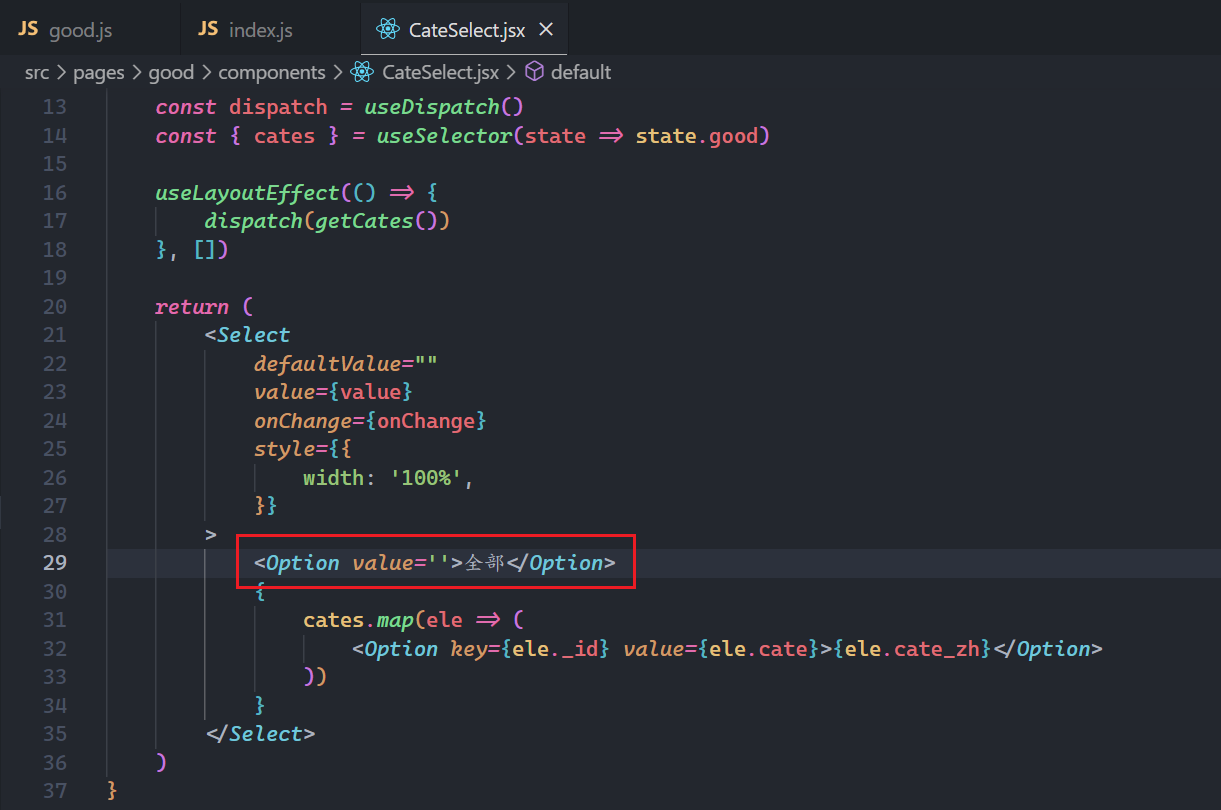 JS good.js JS index.js CateSelect.jsx ×
src > pages > good > components > CateSelect.jsx > default
13 const dispatch = useDispatch()
14 const { cates } = useSelector(state => state.good)
15
16 useLayoutEffect(() => {
17 dispatch(getCates())
18 }, [])
19
20 return (
21 <Select
22 defaultValue=""
23 value={value}
24 onChange={onChange}
25 style={{
26 width: '100%',
27 }}
28 >
29 <Option value=''>全部</Option>
30 {
31 cates.map(ele => (
32 <Option key={ele._id} value={ele.cate}>{ele.cate_zh}</Option>
33 ))
34 }
35 </Select>
36 )
37 }